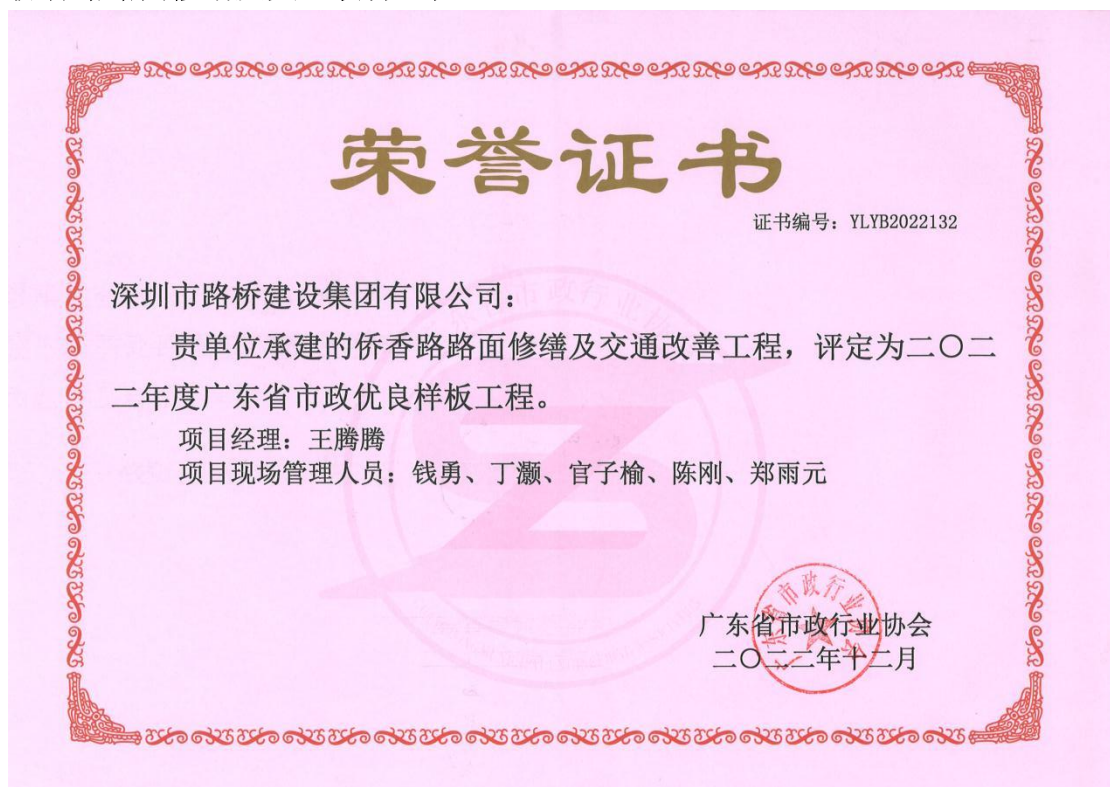 荣誉证书
证书编号：YLYB2022132
深圳市路桥建设集团有限公司：
贵单位承建的侨香路路面修缮及交通改善工程，评定为二〇二
二年度广东省市政优良样板工程。
项目经理：王腾腾
项目现场管理人员：钱勇、丁灏、官子榆、陈刚、郑雨元
广东省市政行业协会
二〇二二年十二月